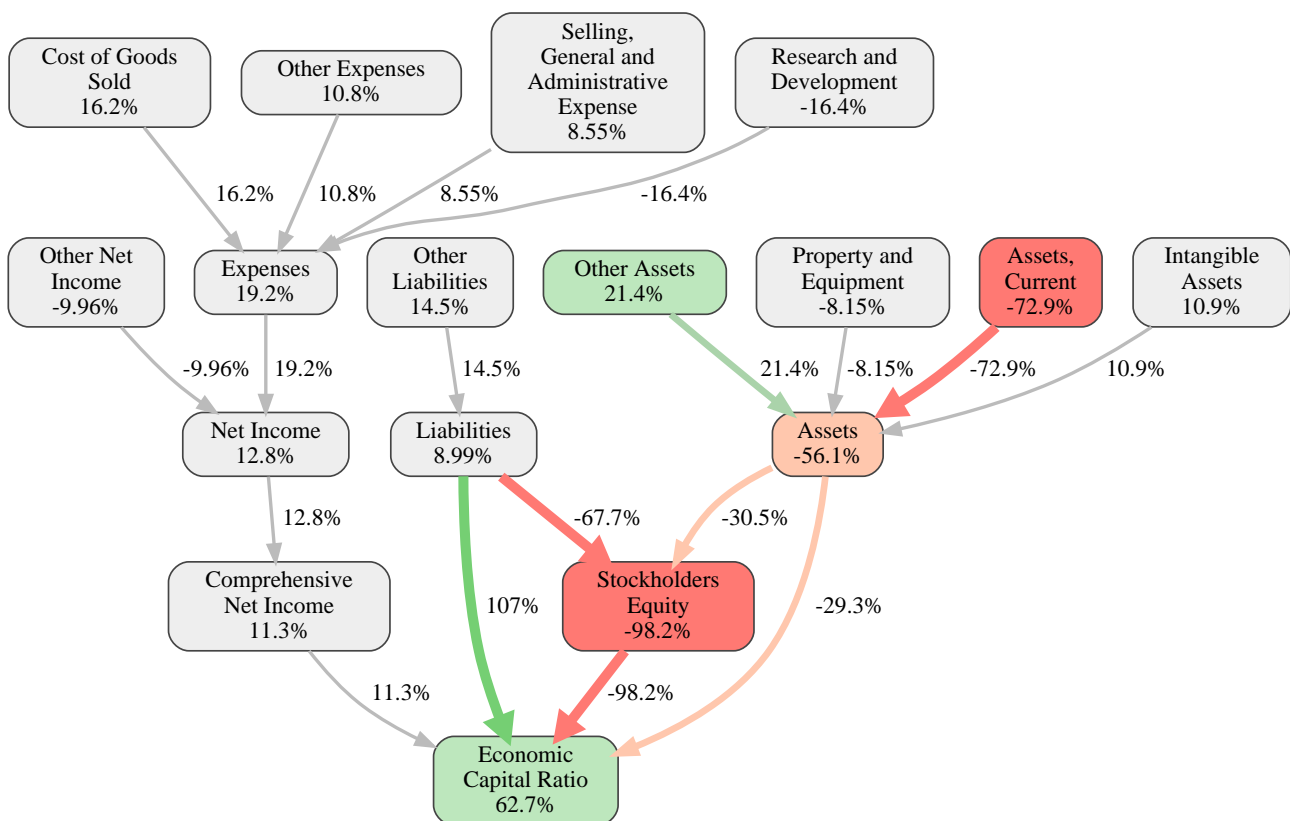 Cost of Goods
Sold
16.2%
Other Expenses
10.8%
Selling,
General and
Administrative
Expense
8.55%
Research and
Development
-16.4%
16.2%
10.8%
8.55%
-16.4%
Other Net
Income
-9.96%
Expenses
19.2%
Other
Liabilities
14.5%
Other Assets
21.4%
Property and
Equipment
-8.15%
Assets,
Current
-72.9%
Intangible
Assets
10.9%
-9.96%
19.2%
14.5%
21.4%
-8.15%
-72.9%
10.9%
Net Income
12.8%
Liabilities
8.99%
Assets
-56.1%
12.8%
-67.7%
-30.5%
Comprehensive
Net Income
11.3%
107%
Stockholders
Equity
-98.2%
-29.3%
11.3%
-98.2%
Economic
Capital Ratio
62.7%